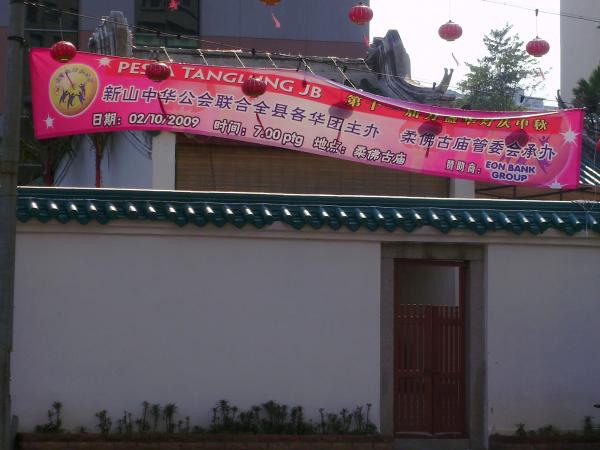 PESTA TANGLUNG JB
新山中华公会联合全县各华团主办
柔佛古庙管委会承办
日期: 02/10/2009 时间: 7.00 ptg 地点: 柔佛古庙
赞助商: EON BANK GROUP